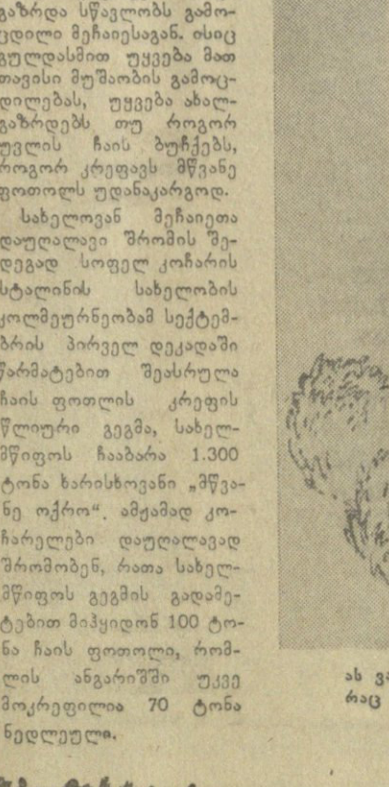 გაზრდა სწავლობს გამო-
ცდილი მეჩაიესაგან. ისიც
გულდასმით უყვება მათ
თავისი მუშაობის გამოც-
დილებას, უყვება ახალ-
გაზრდებს თუ როგორ
უვლის ჩაის ბუჩქებს,
როგორ კრეფავს მწვანე
ფოთოლს უდანაკარგოდ.
სახელოვან მეჩაიეთა
დაუღალავი შრომის შე-
დეგად სოფელ კოჩარის
სტალინის სახელობის
კოლმეურნეობამ სექტემ-
ბრის პირველ დეკადაში
წარმატებით შეასრულა
ჩაის ფოთლის კრეფის
წლიური გეგმა, სახელ-
მწიფოს ჩააბარა 1.300
ტონა ხარისხოვანი „მწვა-
ნე ოქრო“. ამჟამად კო-
ჩარელები დაუღალავად
შრომობენ, რათა სახელ-
მწიფოს გეგმის გადამე-
ტებით მიჰყიდონ 100 ტო-
ნა ჩაის ფოთოლი, რომ-
ლის ანგარიშში უკვე
მოკრეფილია 70 ტონა
ნედლეული.
ას
რაც